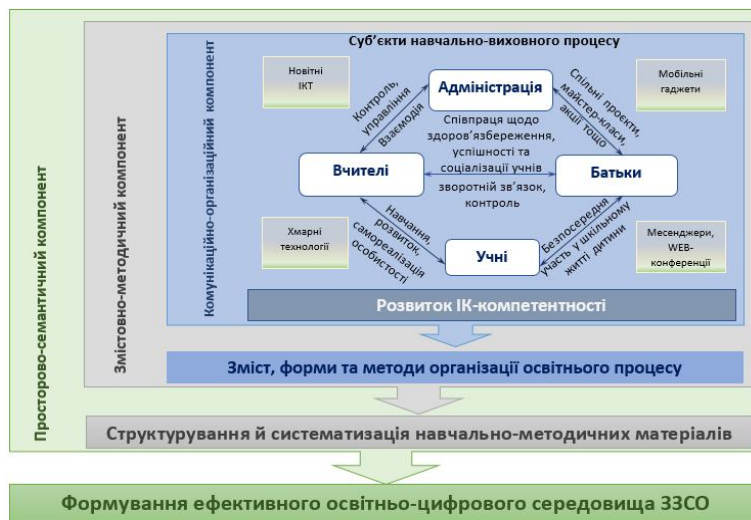 Просторово-семантичний компонент
Змістовно-методичний компонент
Комунікаційно-організаційний компонент
Суб’єкти навчально-виховного процесу
Новітні
ІКТ
Контроль,
управління
Взаємодія
Адміністрація
Спільні проєкти,
майстер-класи,
акції тощо
Мобільні
гаджети
Співпраця щодо
здоров’язбереження,
успішності та
соціалізації учнів
Вчителі
Батьки
зворотній зв’язок,
контроль
Хмарні
технології
Навчання,
розвиток,
самореалізація
особистості
Учні
Безпосередня
участь у шкільному
житті дитини
Месенджери,
WEB-
конференції
Розвиток ІК-компетентності
Зміст, форми та методи організації освітнього процесу
Структурування й систематизація навчально-методичних матеріалів
Формування ефективного освітньо-цифрового середовища ЗЗСО